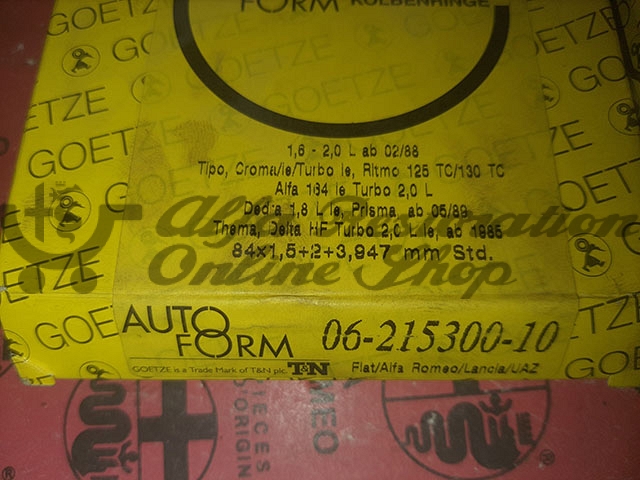 FORM KOLBENRINGE
GOETZE
1,6 - 2,0 L ab 02/88
Tipo, Croma/ie/Turbo ie, Ritmo 125 TC/130 TC
Alfa 164 ie Turbo 2,0 L
Dedra 1,8 L ie, Prisma, ab 05/89
Thema, Delta HF Turbo 2,0 L ie, ab 1985
84x1,5+2+3,947 mm/Std.
Alfa Restoration
Online Shop
AUTO
FORM
06-215300-10
GOETZE is a Trade Mark of T&N plc.
T&N
Fiat/Alfa Romeo/Lancia/UAZ
PIECES
D'ORIGIN
ROMEO